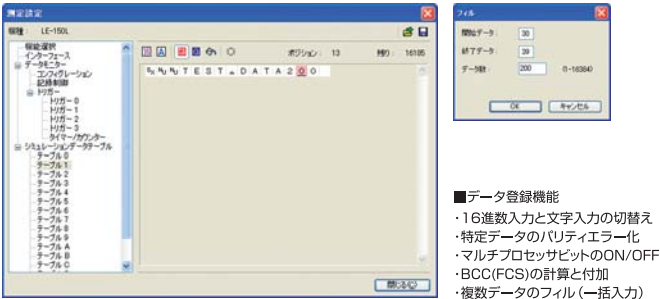 測定設定
機種: LE-150L
機能選択
インターフェース
データモニター
コンフィグレーション
記録制御
トリガー
トリガー0
トリガー1
トリガー2
トリガー3
タイマー/カウンター
シミュレーションデータテーブル
テーブル0
テーブル1
テーブル2
テーブル3
テーブル4
テーブル5
テーブル6
テーブル7
テーブル8
テーブル9
テーブルA
テーブルB
テーブルC
ポジション: 13 残り: 16185
TEST DATA200
閉じる(C)
フィル
開始データ: 30
終了データ: 39
データ数: 200 (1-16384)
OK キャンセル
■データ登録機能
・16進数入力と文字入力の切替え
・特定データのパリティエラー化
・マルチプロセッサビットのON/OFF
・BCC(FCS)の計算と付加
・複数データのフィル(一括入力)